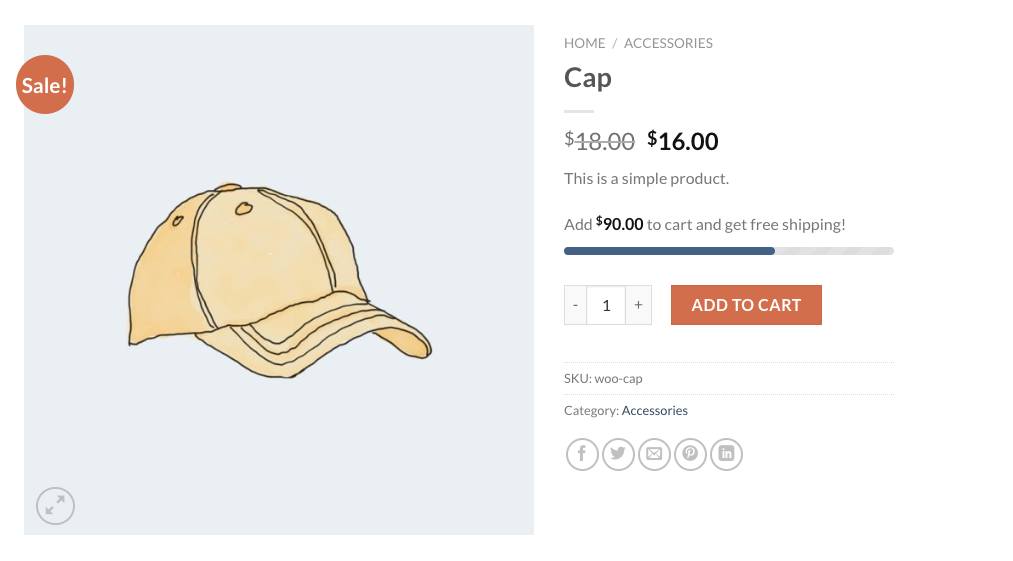 Sale!
HOME / ACCESSORIES
Cap
$18.00 $16.00
This is a simple product.
Add $90.00 to cart and get free shipping!
- 1 + ADD TO CART
SKU: woo-cap
Category: Accessories